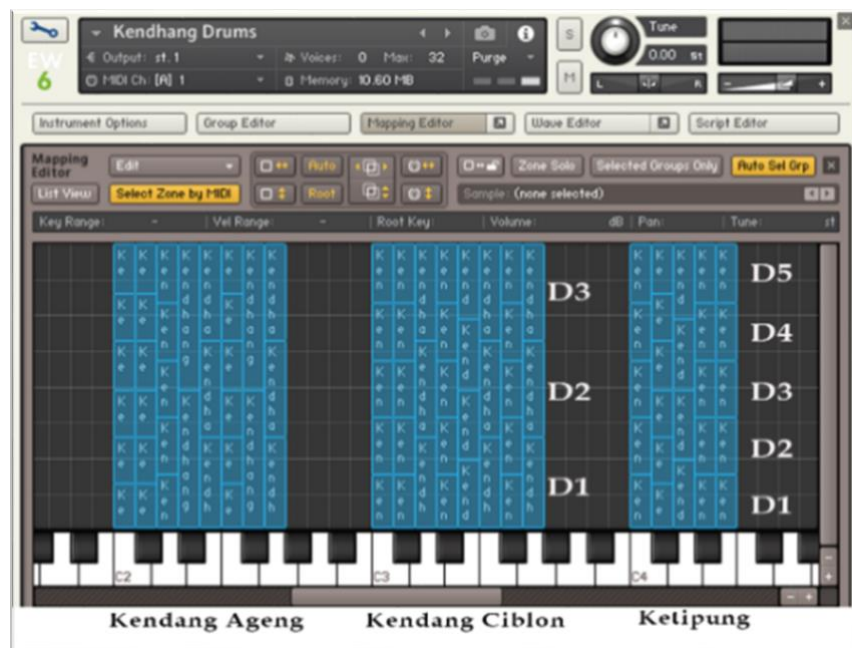 Kendhang Drums
S
Tune
EW
6
Output: st.1
Voices: 0 Max: 32
Purge
0.00 st
MIDI Ch: [A] 1
Memory: 10.60 MB
M
L R
- +
Instrument Options
Group Editor
Mapping Editor
Wave Editor
Script Editor
Mapping Editor
Edit
Auto
Zone Solo
Selected Groups Only
Auto Sel Grp
List View
Select Zone by MIDI
Root
Sample: (none selected)
Key Range: -
Vel Range: -
Root Key:
Volume: dB
Pan:
Tune: st
D3
D2
D1
D5
D4
D3
D2
D1
C2
C3
C4
Kendang Ageng
Kendang Ciblon
Ketipung